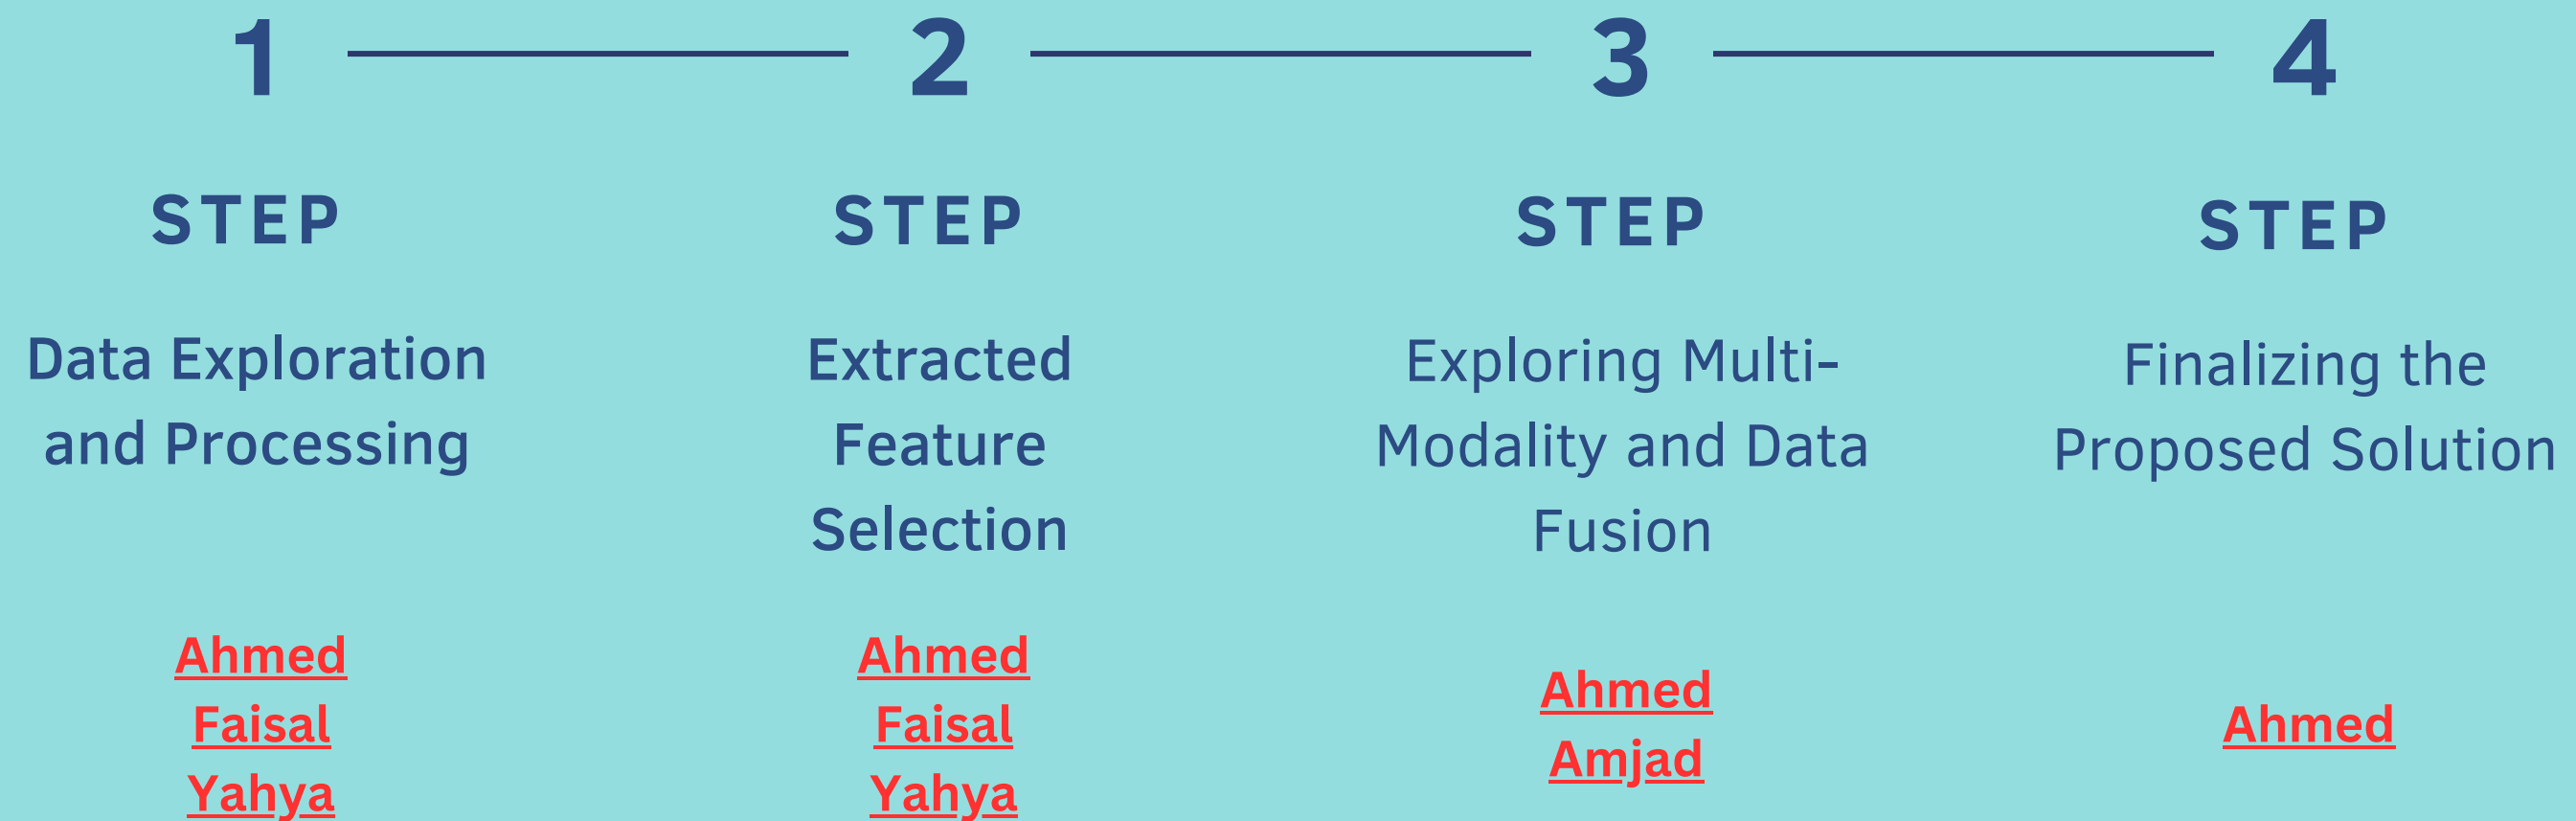 1
2
3
4
STEP
STEP
STEP
STEP
Data Exploration
and Processing
Extracted
Feature
Selection
Exploring Multi-
Modality and Data
Fusion
Finalizing the
Proposed Solution
Ahmed
Faisal
Yahya
Ahmed
Faisal
Yahya
Ahmed
Amjad
Ahmed